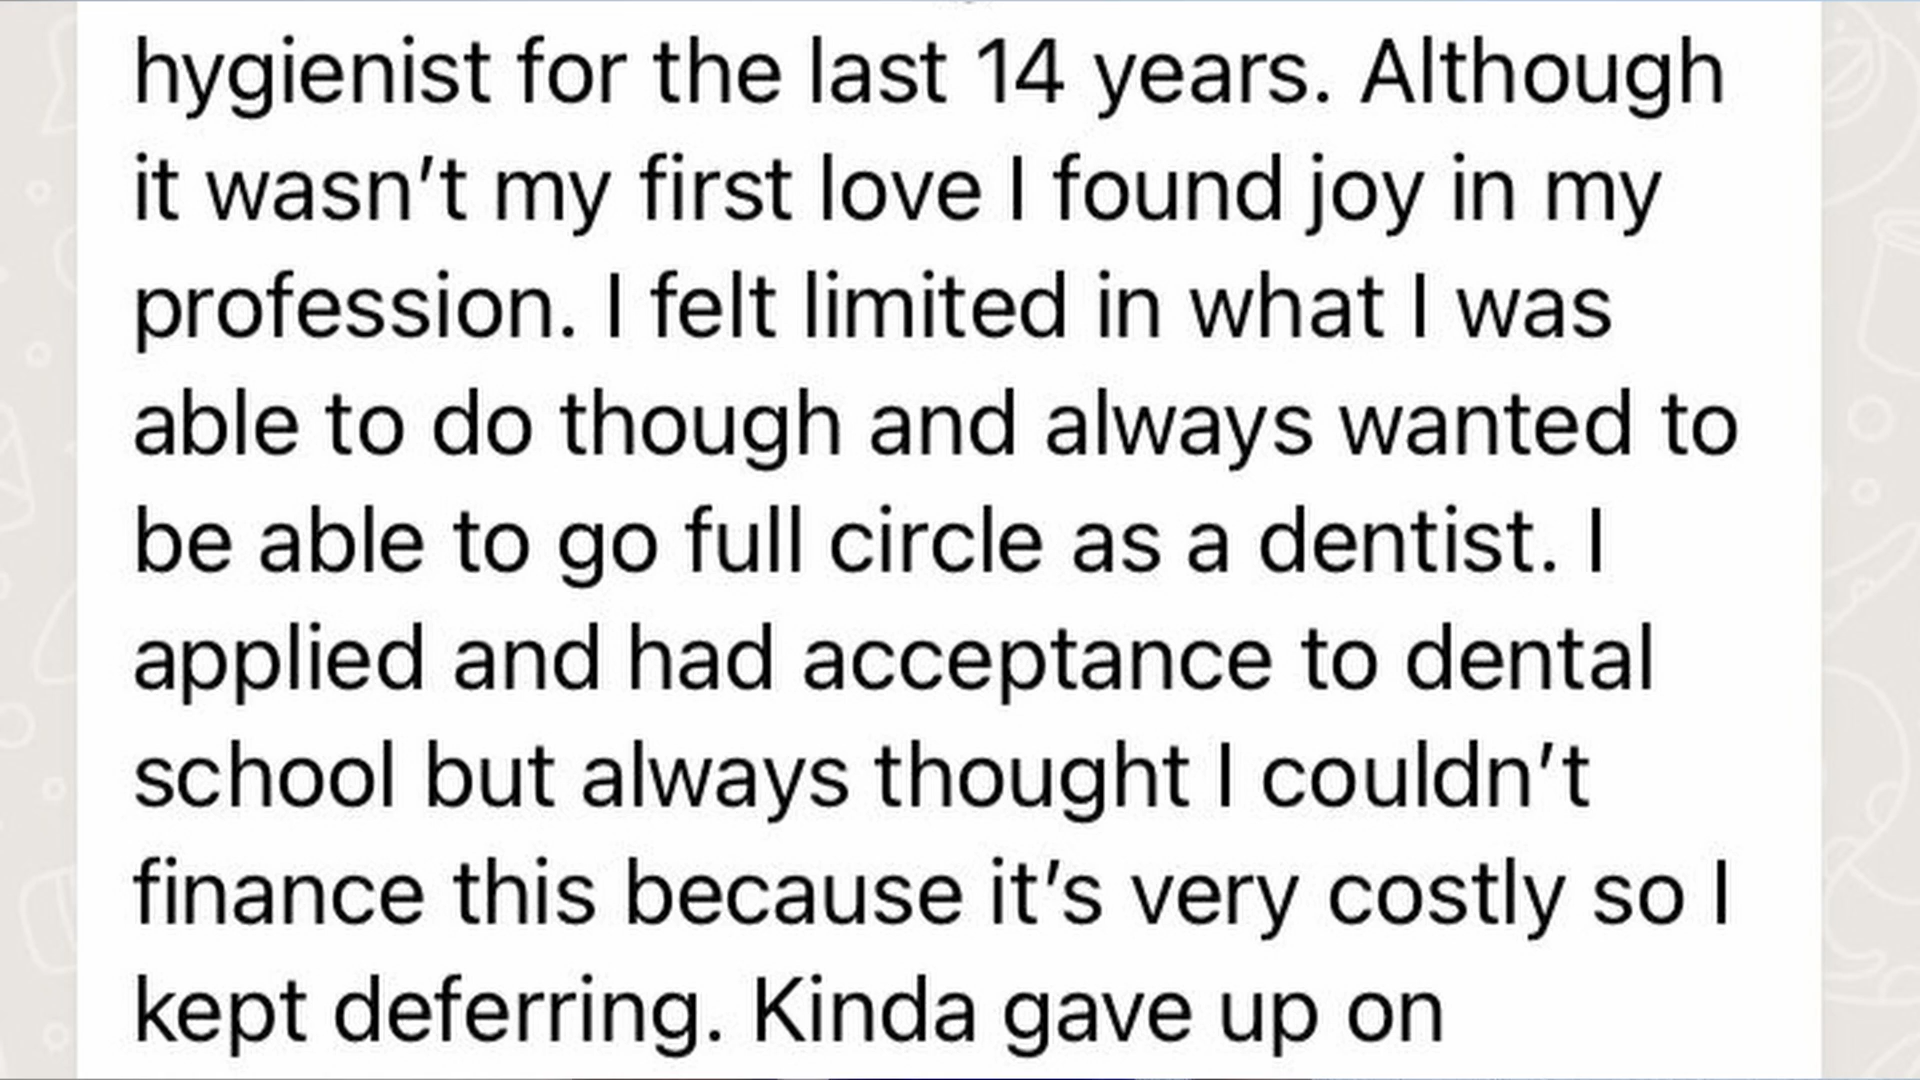 hygienist for the last 14 years. Although
it wasn’t my first love I found joy in my
profession. I felt limited in what I was
able to do though and always wanted to
be able to go full circle as a dentist. I
applied and had acceptance to dental
school but always thought I couldn’t
finance this because it’s very costly so I
kept deferring. Kinda gave up on